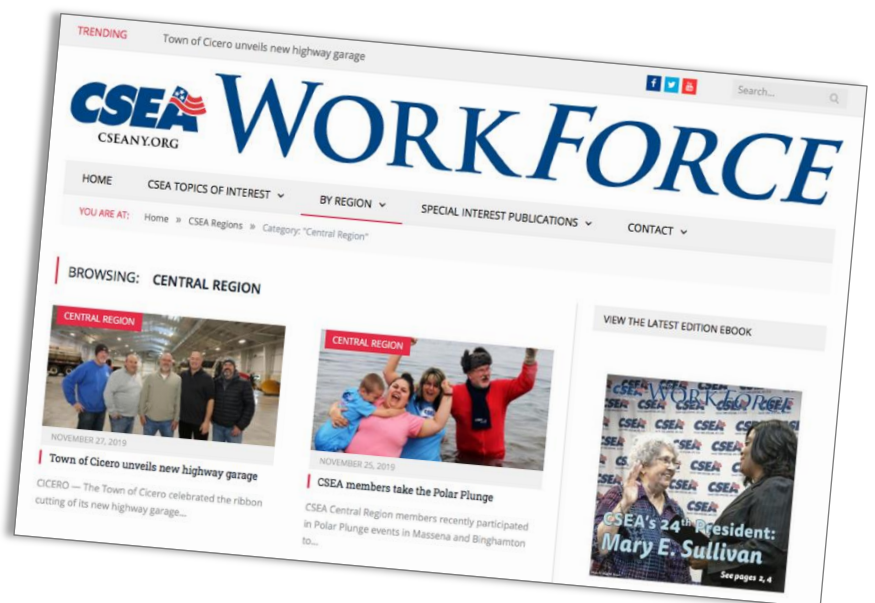 TRENDING Town of Cicero unveils new highway garage
Search...
CSEA WORKFORCE
CSEANY.ORG
HOME CSEA TOPICS OF INTEREST BY REGION SPECIAL INTEREST PUBLICATIONS CONTACT
YOU ARE AT: Home » CSEA Regions » Category: "Central Region"
BROWSING: CENTRAL REGION
CENTRAL REGION
NOVEMBER 27, 2019
Town of Cicero unveils new highway garage
CICERO — The Town of Cicero celebrated the ribbon
cutting of its new highway garage...
CENTRAL REGION
NOVEMBER 25, 2019
CSEA members take the Polar Plunge
CSEA Central Region members recently participated
in Polar Plunge events in Massena and Binghamton
to...
VIEW THE LATEST EDITION EBOOK
WORKFORCE
CSEA's 24th President:
Mary E. Sullivan
See pages 2, 4